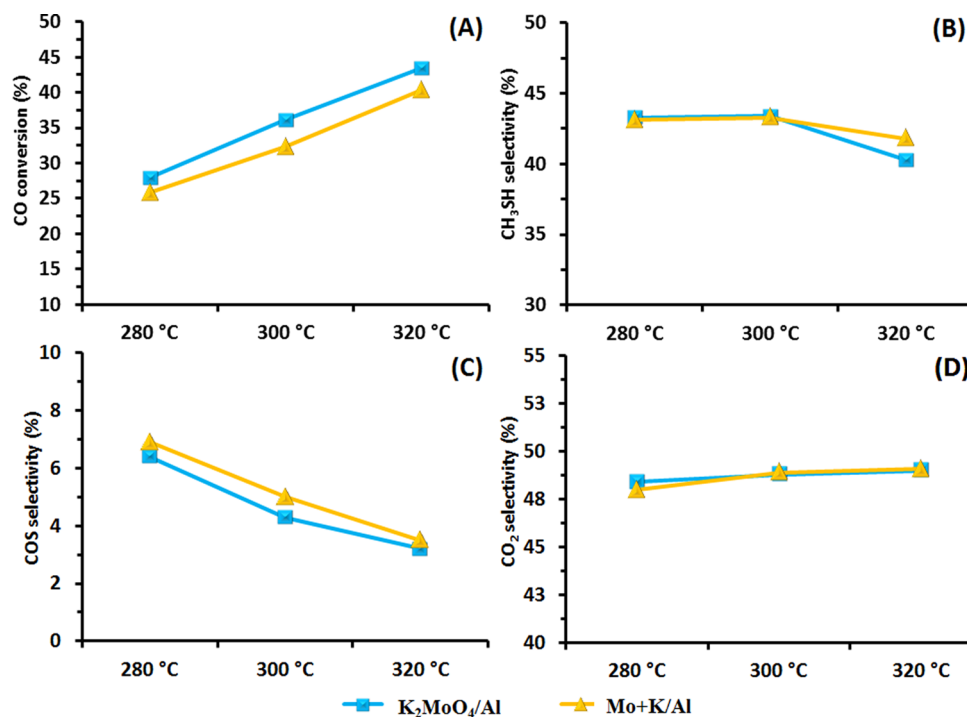 (A)
CO conversion (%)
50
45
40
35
30
25
20
15
10
280 °C 300 °C 320 °C
(B)
CH₃SH selectivity (%)
50
45
40
35
30
280 °C 300 °C 320 °C
(C)
COS selectivity (%)
10
8
6
4
2
0
280 °C 300 °C 320 °C
(D)
CO₂ selectivity (%)
55
53
50
48
45
43
40
280 °C 300 °C 320 °C
K₂MoO₄/Al Mo+K/Al